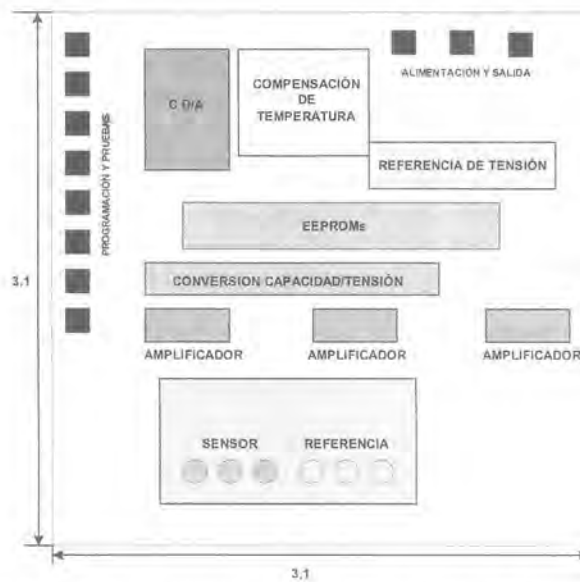 ALIMENTACIÓN Y SALIDA
C D/A
COMPENSACIÓN
DE
TEMPERATURA
PROGRAMACIÓN Y PRUEBAS
REFERENCIA DE TENSIÓN
EEPROMs
CONVERSION CAPACIDAD/TENSIÓN
3.1
AMPLIFICADOR
AMPLIFICADOR
AMPLIFICADOR
SENSOR
REFERENCIA
3.1